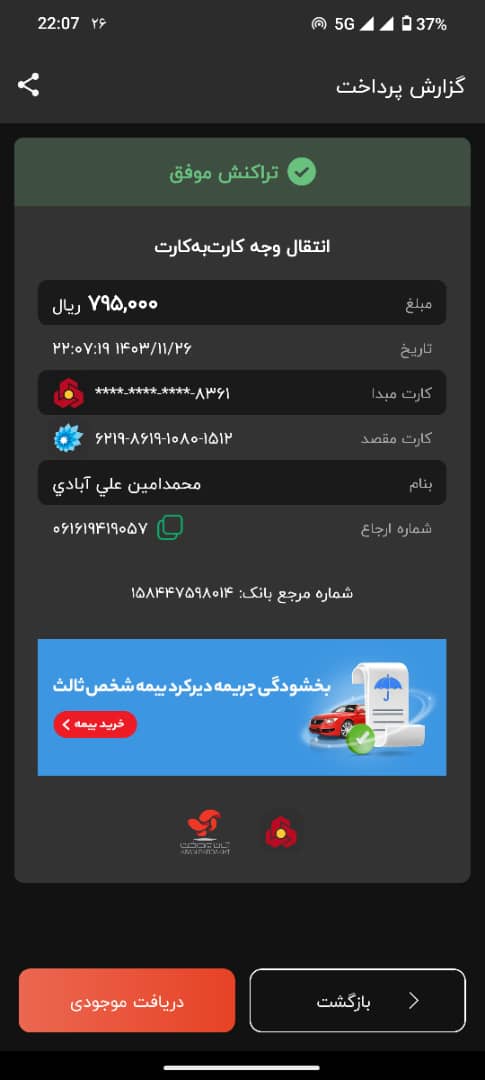 22:07 ۲۶ 5G 37%
گزارش پرداخت
تراکنش موفق
انتقال وجه کارت‌به‌کارت
مبلغ ۷۹۵,۰۰۰ ریال
تاریخ ۱۴۰۳/۱۱/۲۶ ۲۲:۰۷:۱۹
کارت مبدا ****-****-****-۸۳۶۱
کارت مقصد ۶۲۱۹-۸۶۱۹-۱۰۸۰-۱۵۱۲
بنام محمدامین علي آبادي
شماره ارجاع ۰۶۱۶۱۹۴۱۹۰۵۷
شماره مرجع بانک: ۱۵۸۴۴۷۵۹۸۰۱۴
بخشودگی جریمه دیرکرد بیمه شخص ثالث
خرید بیمه
بازگشت
دریافت موجودی